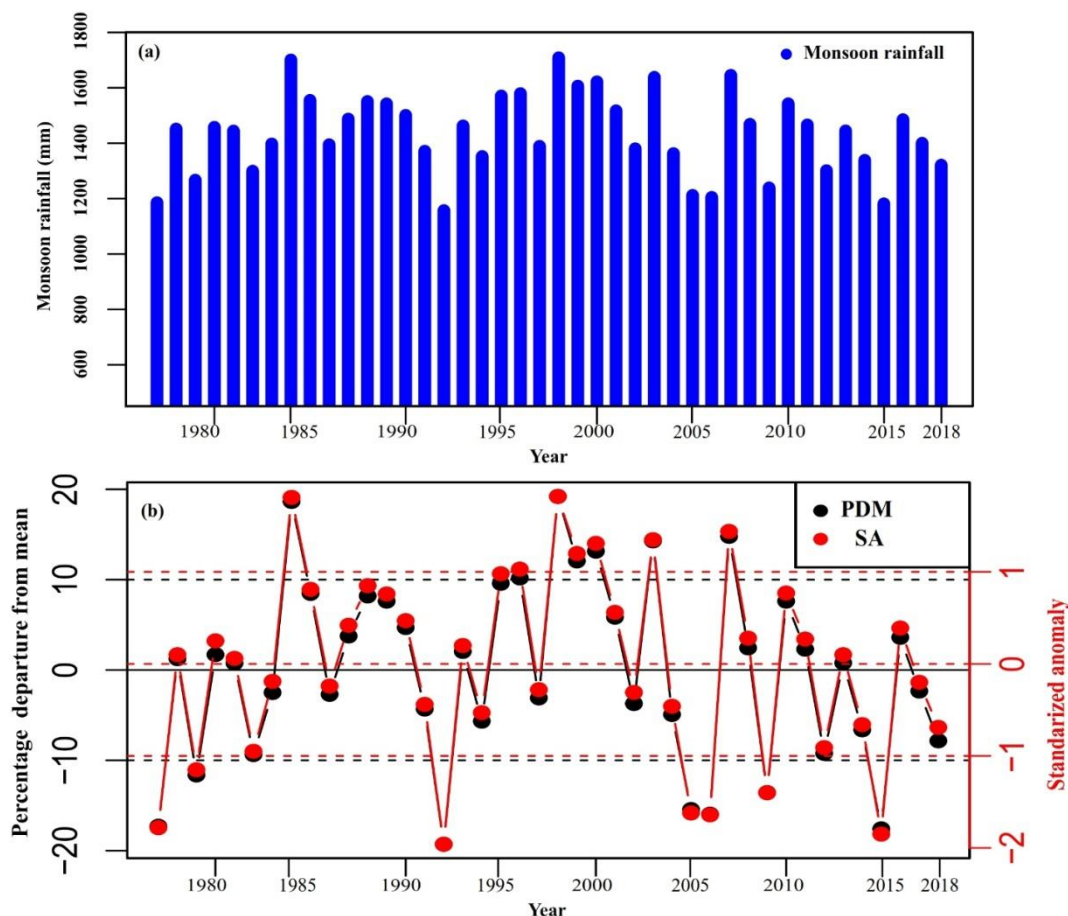 (a)
Monsoon rainfall
Monsoon rainfall (mm)
1800
1600
1400
1200
1000
800
600
1980 1985 1990 1995 2000 2005 2010 2015 2018
Year
(b)
PDM
SA
Percentage departure from mean
20
10
0
−10
−20
1
0
−1
−2
Standarized anomaly
1980 1985 1990 1995 2000 2005 2010 2015 2018
Year